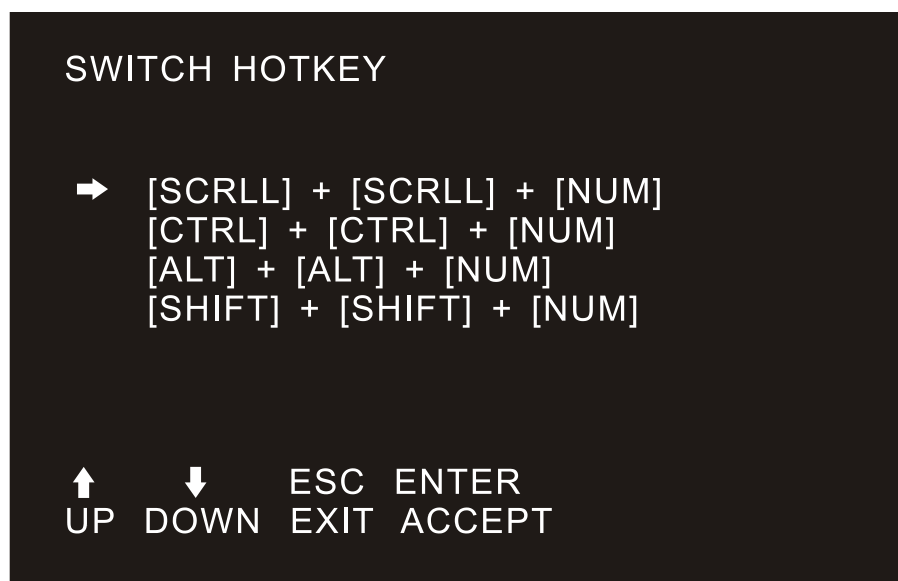 SWITCH HOTKEY
➡ [SCRLL] + [SCRLL] + [NUM]
[CTRL] + [CTRL] + [NUM]
[ALT] + [ALT] + [NUM]
[SHIFT] + [SHIFT] + [NUM]
⬆ ⬇ ESC ENTER
UP DOWN EXIT ACCEPT